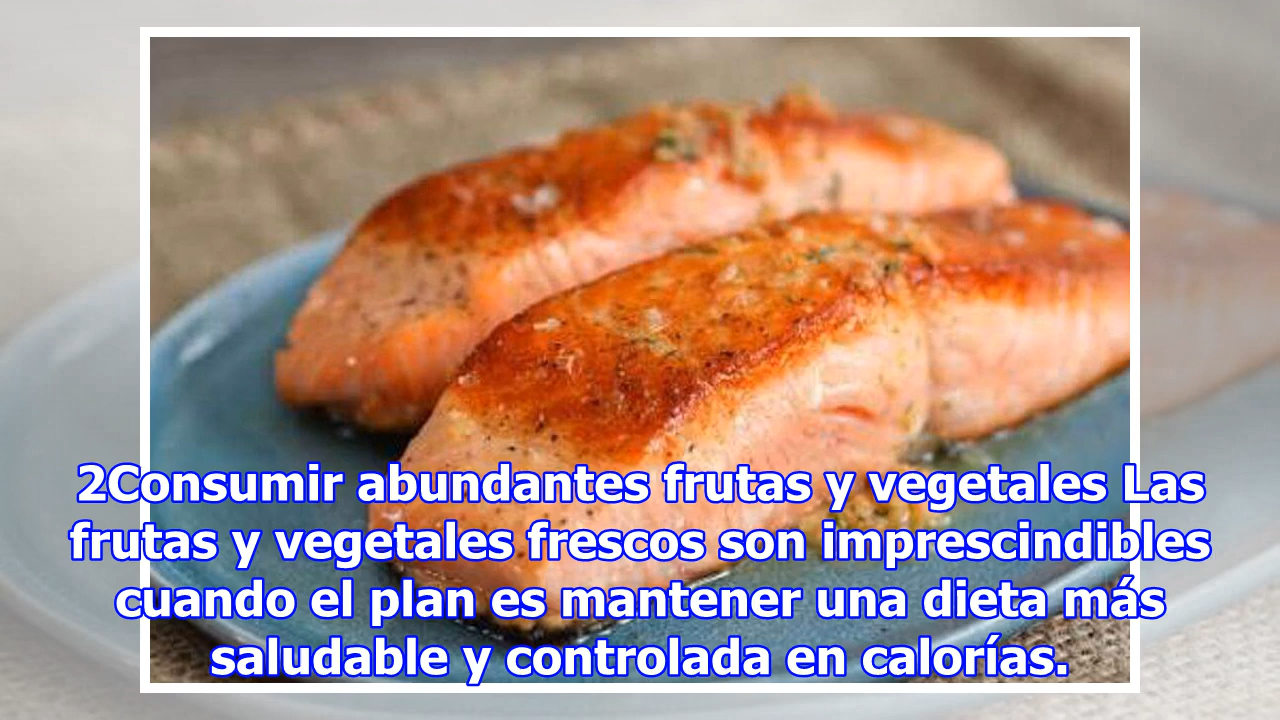 2Consumir abundantes frutas y vegetales Las
frutas y vegetales frescos son imprescindibles
cuando el plan es mantener una dieta más
saludable y controlada en calorías.